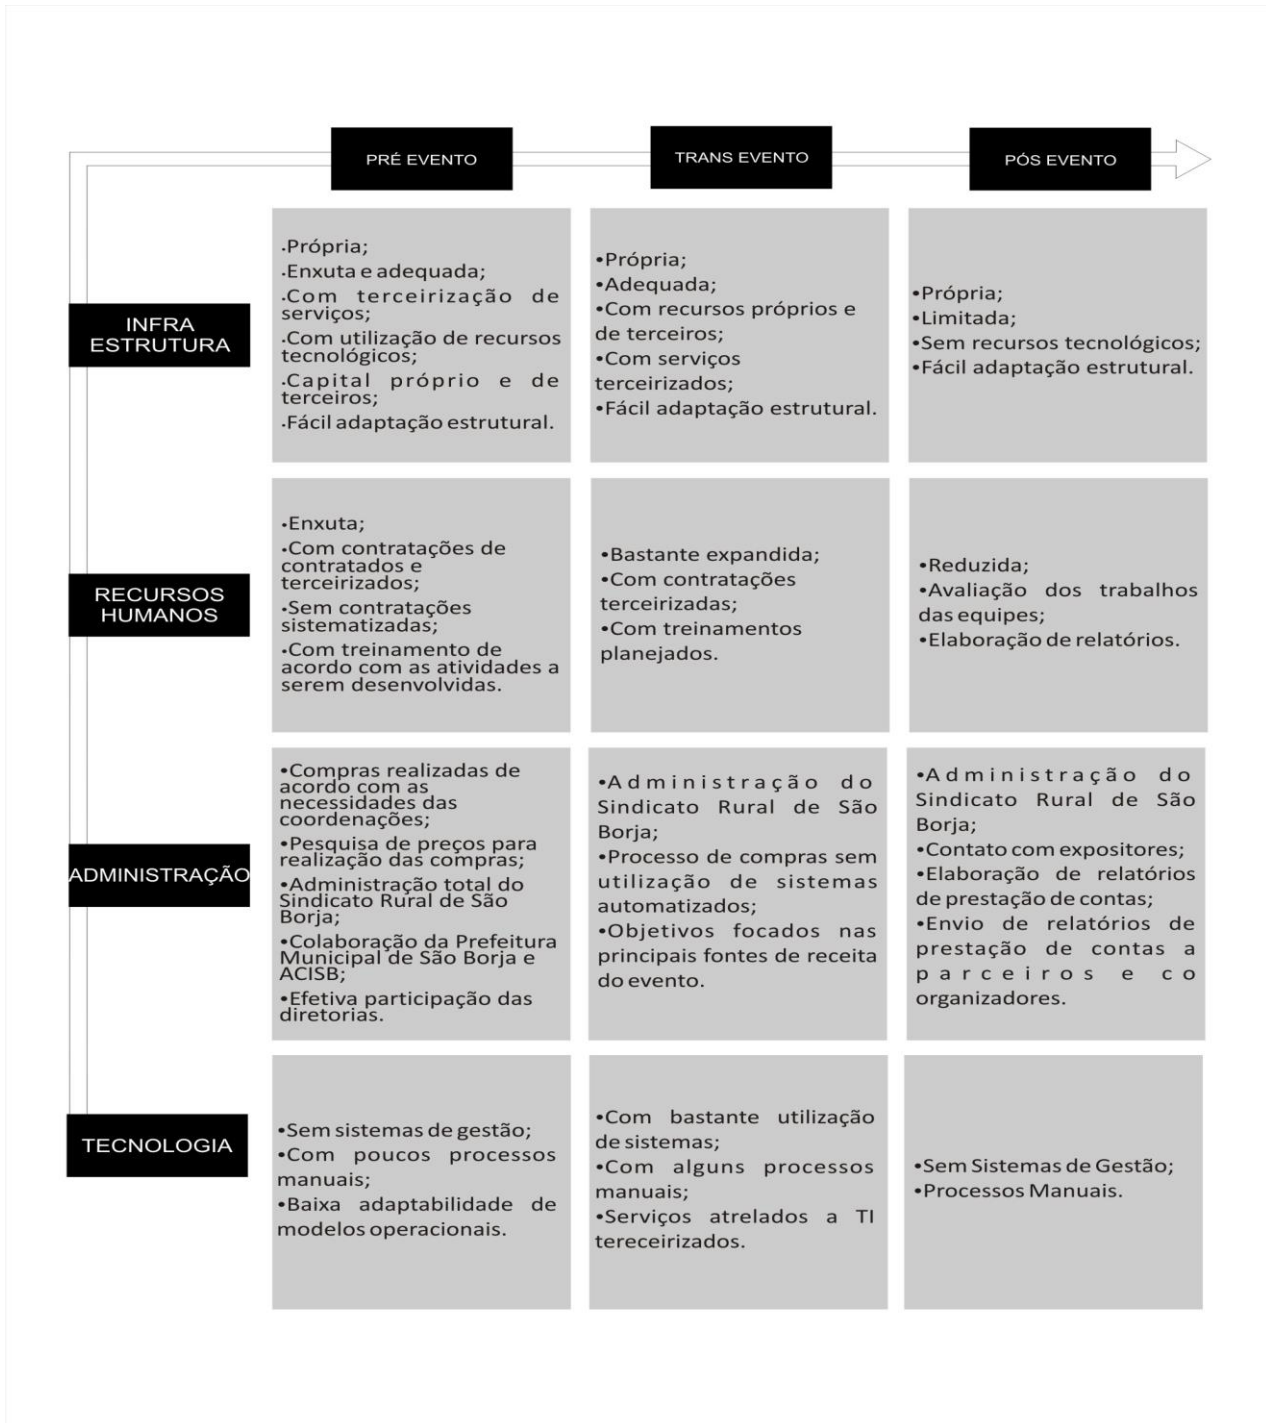 PRÉ EVENTO
TRANS EVENTO
PÓS EVENTO
INFRA
ESTRUTURA
•Própria;
•Enxuta e adequada;
•Com terceirização de
serviços;
•Com utilização de recursos
tecnológicos;
•Capital próprio e de
terceiros;
•Fácil adaptação estrutural.
•Própria;
•Adequada;
•Com recursos próprios e
de terceiros;
•Com serviços
terceirizados;
•Fácil adaptação estrutural.
•Própria;
•Limitada;
•Sem recursos tecnológicos;
•Fácil adaptação estrutural.
RECURSOS
HUMANOS
•Enxuta;
•Com contratações de
contratados e
terceirizados;
•Sem contratações
sistematizadas;
•Com treinamento de
acordo com as atividades a
serem desenvolvidas.
•Bastante expandida;
•Com contratações
terceirizadas;
•Com treinamentos
planejados.
•Reduzida;
•Avaliação dos trabalhos
das equipes;
•Elaboração de relatórios.
ADMINISTRAÇÃO
•Compras realizadas de
acordo com as
necessidades das
coordenações;
•Pesquisa de preços para
realização das compras;
•Administração total do
Sindicato Rural de São
Borja;
•Colaboração da Prefeitura
Municipal de São Borja e
ACISB;
•Efetiva participação das
diretorias.
•Administração do
Sindicato Rural de São
Borja;
•Processo de compras sem
utilização de sistemas
automatizados;
•Objetivos focados nas
principais fontes de receita
do evento.
•Administração do
Sindicato Rural de São
Borja;
•Contato com expositores;
•Elaboração de relatórios
de prestação de contas;
•Envio de relatórios de
prestação de contas a
parceiros e co
organizadores.
TECNOLOGIA
•Sem sistemas de gestão;
•Com poucos processos
manuais;
•Baixa adaptabilidade de
modelos operacionais.
•Com bastante utilização
de sistemas;
•Com alguns processos
manuais;
•Serviços atrelados a TI
tereceirizados.
•Sem Sistemas de Gestão;
•Processos Manuais.